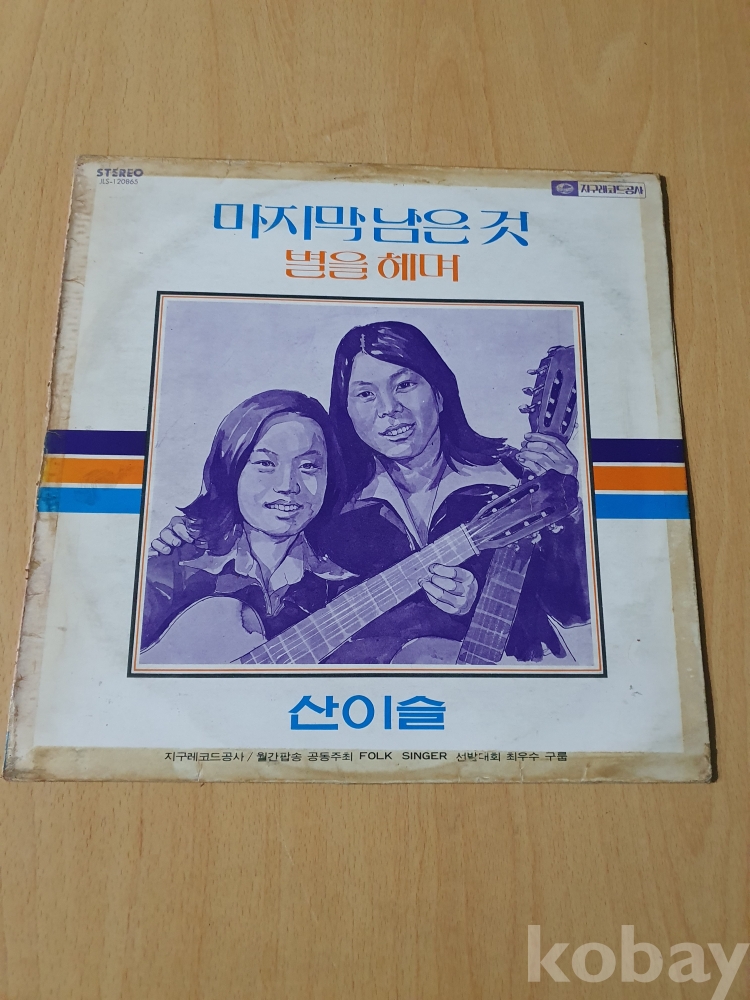 STEREO
JLS-120865
지구레코드공사
마지막 남은 것
별을 헤며
산이슬
지구레코드공사 / 월간팝송 공동주최 FOLK SINGER 선발대회 최우수 구룹
kobay